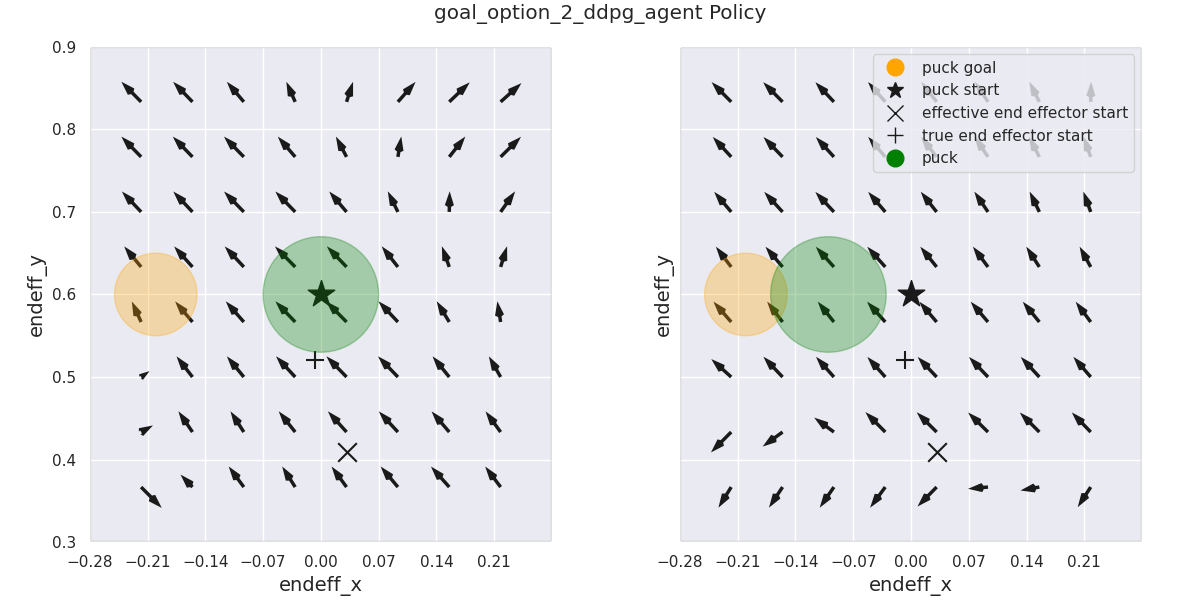 goal_option_2_ddpg_agent Policy
0.9
0.8
0.7
0.6
0.5
0.4
0.3
endeff_y
−0.28 −0.21 −0.14 −0.07 0.00 0.07 0.14 0.21
endeff_x
puck goal
puck start
effective end effector start
true end effector start
puck
endeff_y
−0.28 −0.21 −0.14 −0.07 0.00 0.07 0.14 0.21
endeff_x